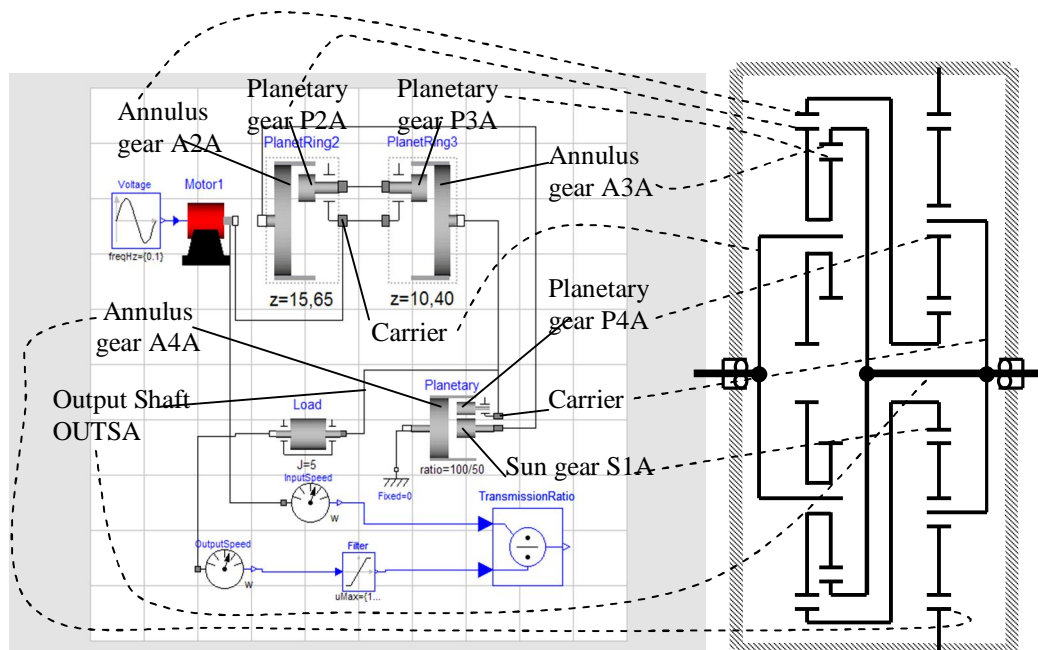 Annulus
gear A2A
Planetary
gear P2A
Planetary
gear P3A
Annulus
gear A3A
PlanetRing2
PlanetRing3
Voltage
Motor1
freqHz={0.1}
z=15,65
z=10,40
Annulus
gear A4A
Carrier
Planetary
gear P4A
Output Shaft
OUTSA
Load
J=5
Planetary
ratio=100/50
Carrier
Sun gear S1A
Fixed=0
InputSpeed
w
TransmissionRatio
OutputSpeed
w
Filter
uMax={1...